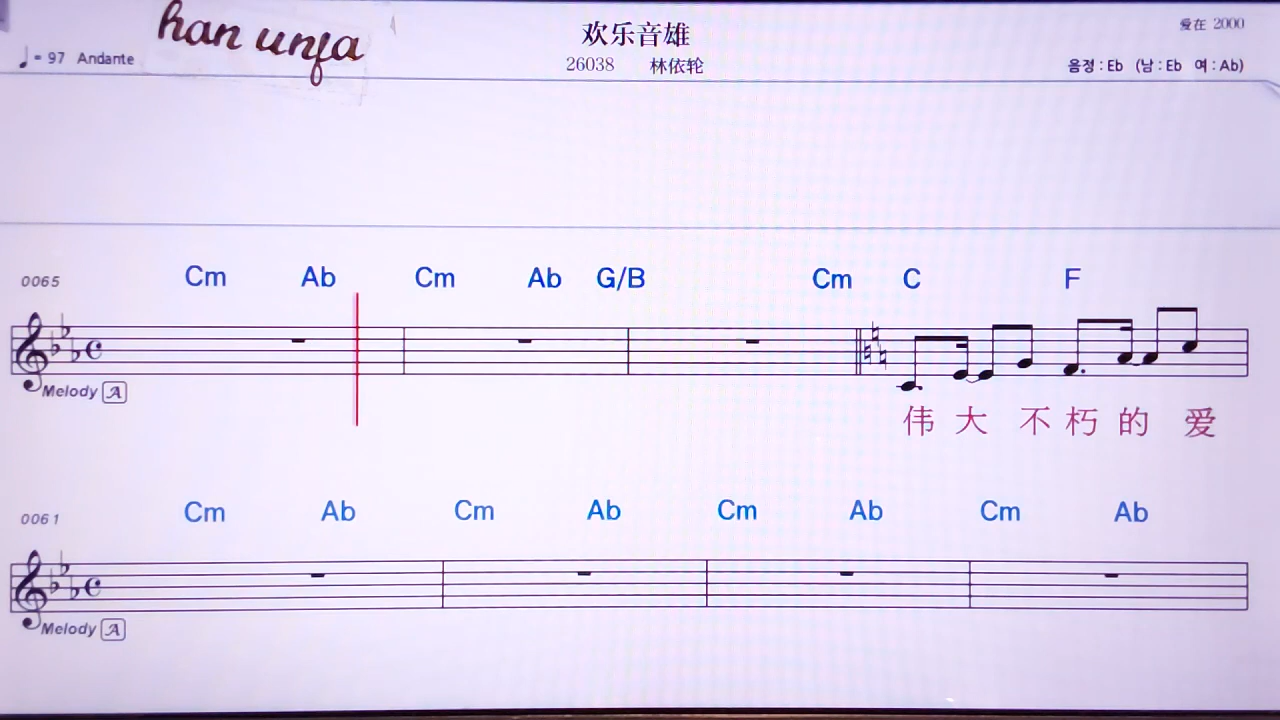 han unfa
欢乐音雄
爱在 2000
♩= 97 Andante
26038 林依轮
음정 : Eb (남 : Eb 여 : Ab)
0065 Cm Ab Cm Ab G/B Cm C F
Melody A
伟 大 不 朽 的 爱
0061 Cm Ab Cm Ab Cm Ab Cm Ab
Melody A